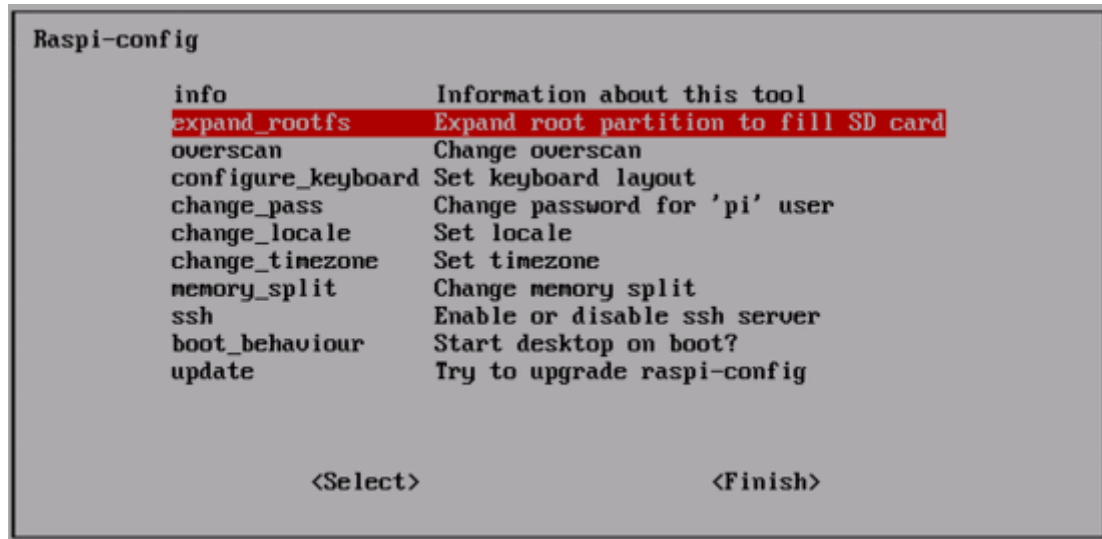 Raspi-config
info Information about this tool
expand_rootfs Expand root partition to fill SD card
overscan Change overscan
configure_keyboard Set keyboard layout
change_pass Change password for 'pi' user
change_locale Set locale
change_timezone Set timezone
memory_split Change memory split
ssh Enable or disable ssh server
boot_behaviour Start desktop on boot?
update Try to upgrade raspi-config
<Select> <Finish>